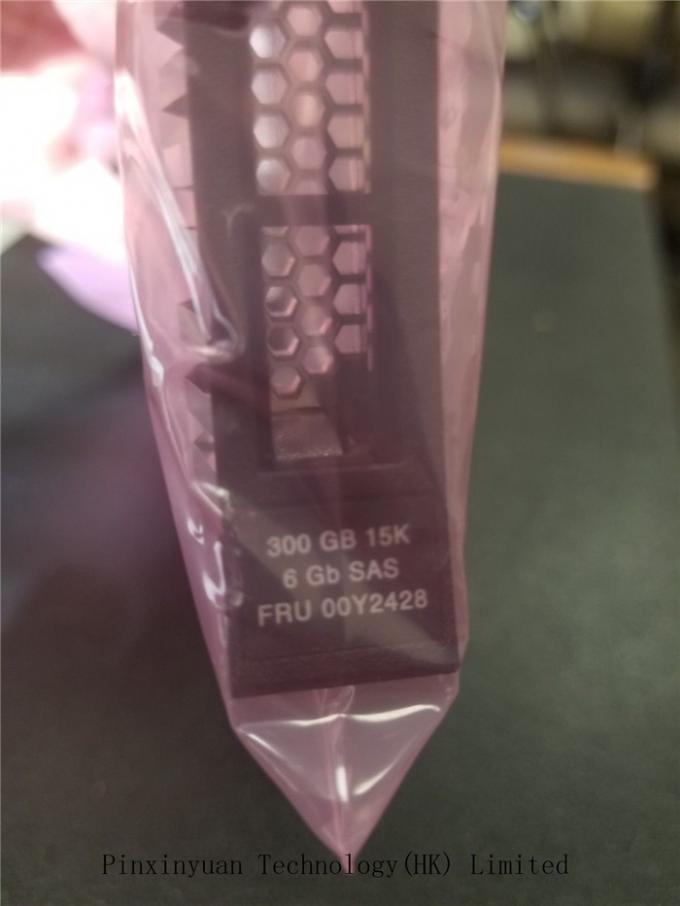 300 GB 15K
6 Gb SAS
FRU 00Y2428
Pinxinyuan Technology(HK) Limited